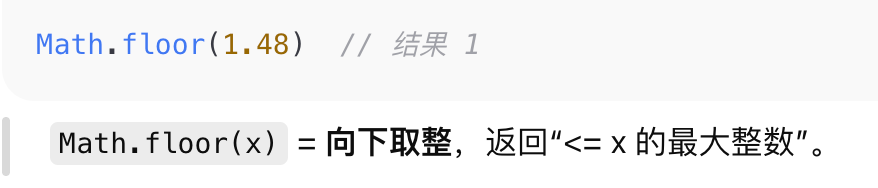 Math.floor(1.48)  // 结果 1
Math.floor(x) = 向下取整，返回“<= x 的最大整数”。